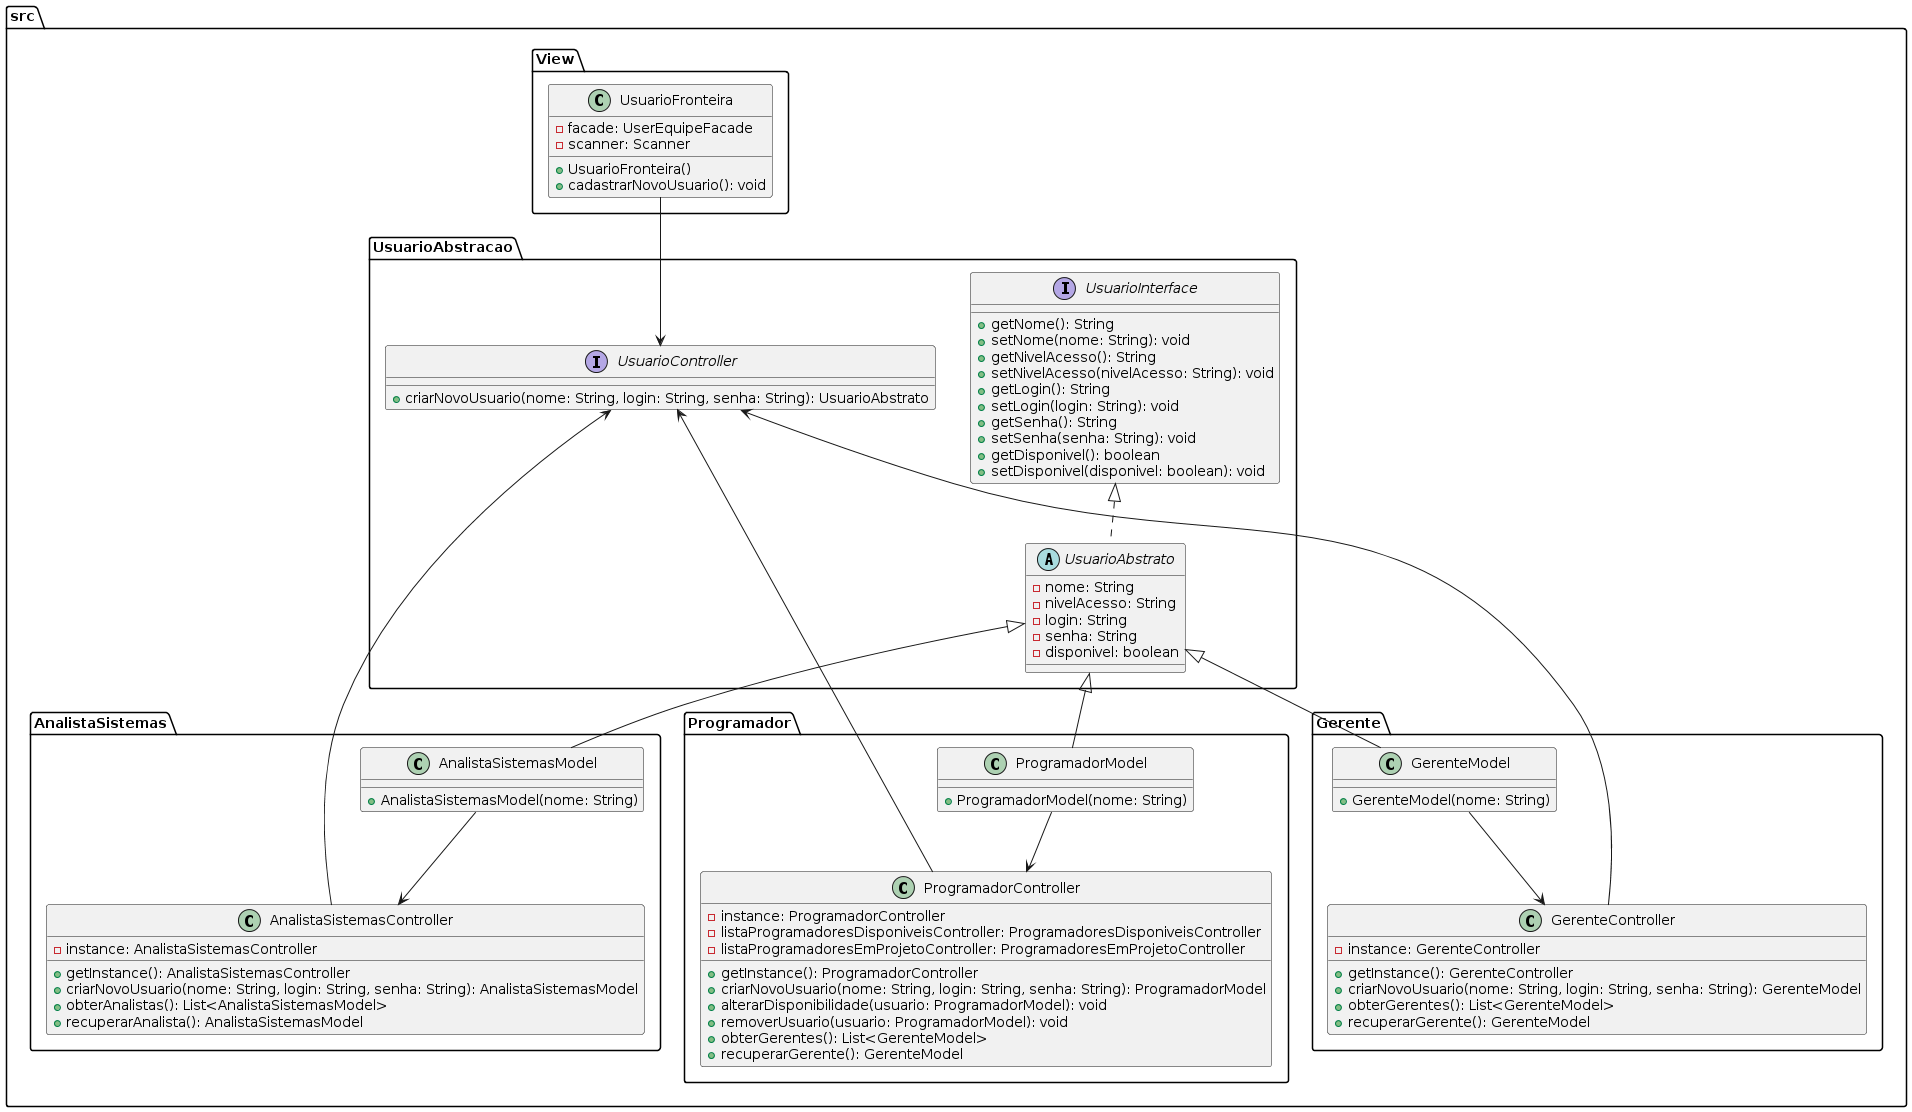 src
View
UsuarioFronteira
facade: UserEquipeFacade
scanner: Scanner
UsuarioFronteira()
cadastrarNovoUsuario(): void
UsuarioAbstracao
UsuarioInterface
getNome(): String
setNome(nome: String): void
getNivelAcesso(): String
setNivelAcesso(nivelAcesso: String): void
getLogin(): String
setLogin(login: String): void
getSenha(): String
setSenha(senha: String): void
getDisponivel(): boolean
setDisponivel(disponivel: boolean): void
UsuarioController
criarNovoUsuario(nome: String, login: String, senha: String): UsuarioAbstrato
UsuarioAbstrato
nome: String
nivelAcesso: String
login: String
senha: String
disponivel: boolean
AnalistaSistemas
AnalistaSistemasModel
AnalistaSistemasModel(nome: String)
AnalistaSistemasController
instance: AnalistaSistemasController
getInstance(): AnalistaSistemasController
criarNovoUsuario(nome: String, login: String, senha: String): AnalistaSistemasModel
obterAnalistas(): List<AnalistaSistemasModel>
recuperarAnalista(): AnalistaSistemasModel
Programador
ProgramadorModel
ProgramadorModel(nome: String)
ProgramadorController
instance: ProgramadorController
listaProgramadoresDisponiveisController: ProgramadoresDisponiveisController
listaProgramadoresEmProjetoController: ProgramadoresEmProjetoController
getInstance(): ProgramadorController
criarNovoUsuario(nome: String, login: String, senha: String): ProgramadorModel
alterarDisponibilidade(usuario: ProgramadorModel): void
removerUsuario(usuario: ProgramadorModel): void
obterGerentes(): List<GerenteModel>
recuperarGerente(): GerenteModel
Gerente
GerenteModel
GerenteModel(nome: String)
GerenteController
instance: GerenteController
getInstance(): GerenteController
criarNovoUsuario(nome: String, login: String, senha: String): GerenteModel
obterGerentes(): List<GerenteModel>
recuperarGerente(): GerenteModel